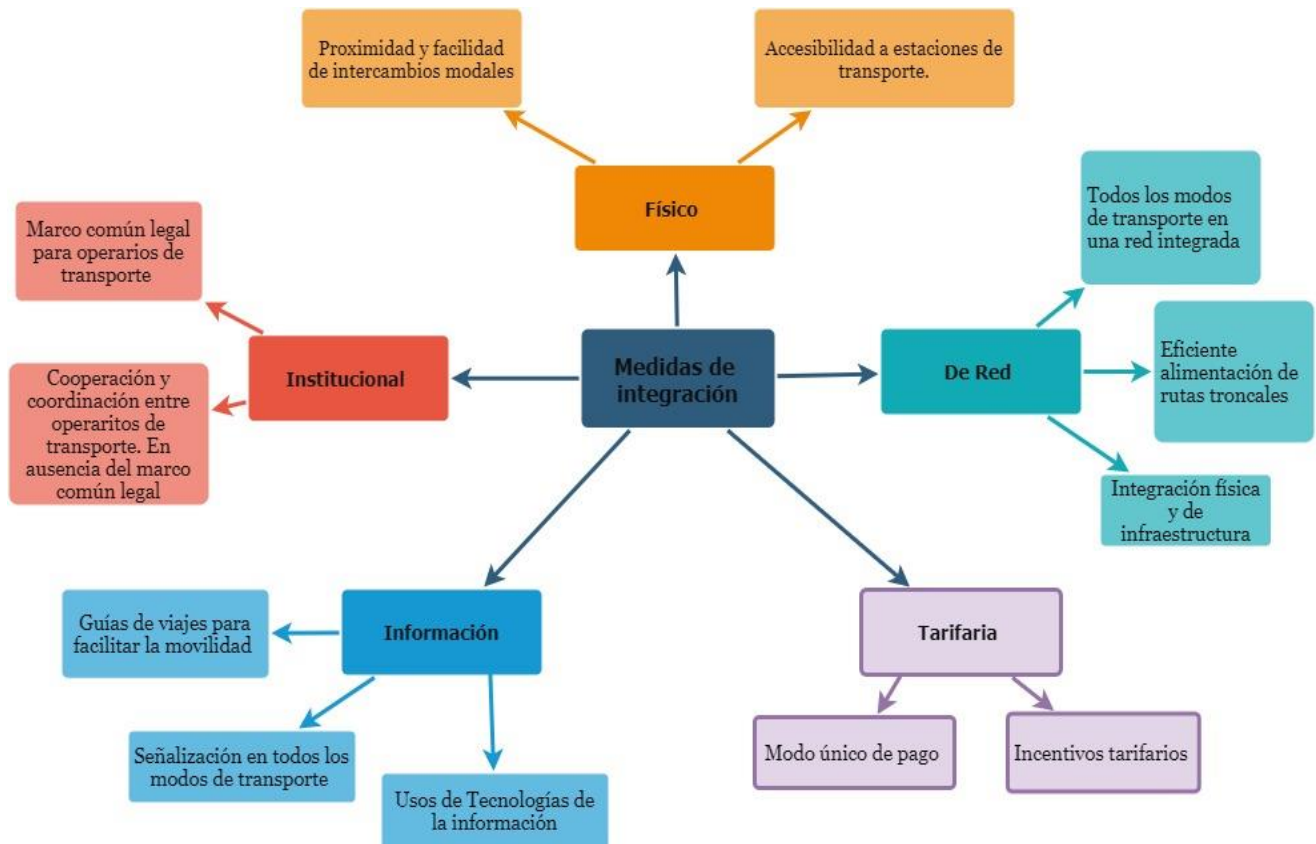 Proximidad y facilidad
de intercambios modales
Accesibilidad a estaciones de
transporte.
Físico
Marco común legal
para operarios de
transporte
Todos los modos
de transporte en
una red integrada
Institucional
Medidas de
integración
De Red
Eficiente
alimentación de
rutas troncales
Cooperación y
coordinación entre
operaritos de
transporte. En
ausencia del marco
común legal
Integración física
y de
infraestructura
Información
Guías de viajes para
facilitar la movilidad
Tarifaria
Señalización en todos los
modos de transporte
Usos de Tecnologías de
la información
Modo único de pago
Incentivos tarifarios